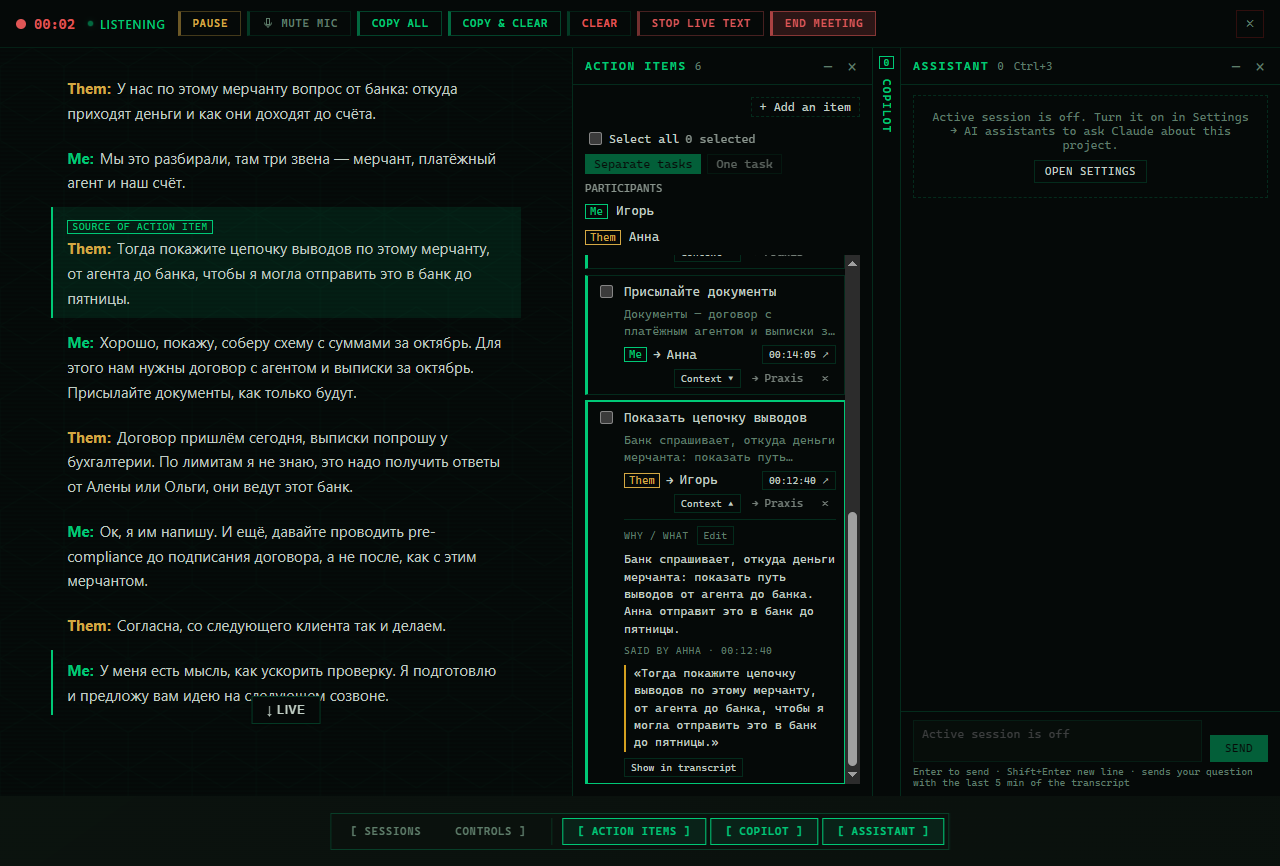 00:02 LISTENING PAUSE MUTE MIC COPY ALL COPY & CLEAR CLEAR STOP LIVE TEXT END MEETING ×
Them: У нас по этому мерчанту вопрос от банка: откуда
приходят деньги и как они доходят до счёта.
Me: Мы это разбирали, там три звена — мерчант, платёжный
агент и наш счёт.
SOURCE OF ACTION ITEM
Them: Тогда покажите цепочку выводов по этому мерчанту,
от агента до банка, чтобы я могла отправить это в банк до
пятницы.
Me: Хорошо, покажу, соберу схему с суммами за октябрь. Для
этого нам нужны договор с агентом и выписки за октябрь.
Присылайте документы, как только будут.
Them: Договор пришлём сегодня, выписки попрошу у
бухгалтерии. По лимитам я не знаю, это надо получить ответы
от Алены или Ольги, они ведут этот банк.
Me: Ок, я им напишу. И ещё, давайте проводить pre-
compliance до подписания договора, а не после, как с этим
мерчантом.
Them: Согласна, со следующего клиента так и делаем.
Me: У меня есть мысль, как ускорить проверку. Я подготовлю
и предложу вам идею на следующем созвоне.
↓ LIVE
ACTION ITEMS 6 — ×
+ Add an item
Select all 0 selected
Separate tasks One task
PARTICIPANTS
Me Игорь
Them Анна
Присылайте документы
Документы — договор с
платёжным агентом и выписки з…
Me → Анна 00:14:05 ↗
Context ▾ → Praxis ×
Показать цепочку выводов
Банк спрашивает, откуда деньги
мерчанта: показать путь…
Them → Игорь 00:12:40 ↗
Context ▴ → Praxis ×
WHY / WHAT Edit
Банк спрашивает, откуда деньги
мерчанта: показать путь
выводов от агента до банка.
Анна отправит это в банк до
пятницы.
SAID BY АННА · 00:12:40
«Тогда покажите цепочку
выводов по этому мерчанту,
от агента до банка, чтобы я
могла отправить это в банк
до пятницы.»
Show in transcript
0
COPILOT
ASSISTANT 0 Ctrl+3 — ×
Active session is off. Turn it on in Settings
→ AI assistants to ask Claude about this
project.
OPEN SETTINGS
Active session is off
SEND
Enter to send · Shift+Enter new line · sends your question
with the last 5 min of the transcript
[ SESSIONS CONTROLS ] [ ACTION ITEMS ] [ COPILOT ] [ ASSISTANT ]